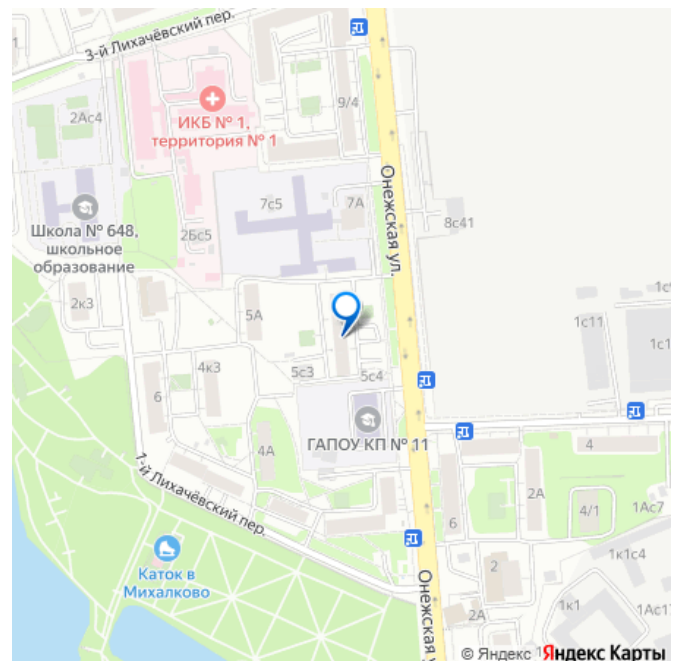 3-й Лихачёвский пер.
1
2Ас4
ИКБ № 1,
территория № 1
9/4
Онежская ул.
7с5
7А
8с41
Школа № 648,
школьное
образование
2Бс5
2к3
5А
1с11
1с1
4к3
5с3
5с4
6
ГАПОУ КП № 11
4А
4
1-й Лихачёвский пер.
2А
4/1
1Ас7
6
1к1с4
Каток в
Михалково
2
Онежская у
1к1
1Ас1
2А
© Яндекс
Яндекс Карты